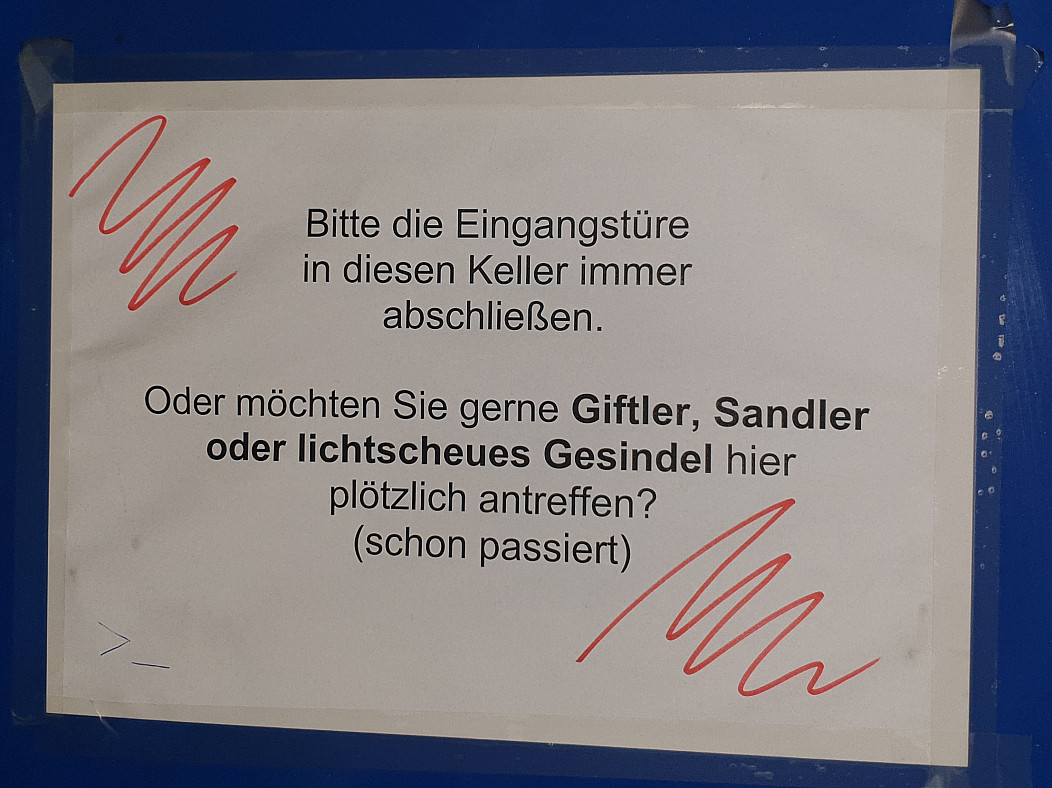 Bitte die Eingangstüre
in diesen Keller immer
abschließen.
Oder möchten Sie gerne Giftler, Sandler
oder lichtscheues Gesindel hier
plötzlich antreffen?
(schon passiert)
>_